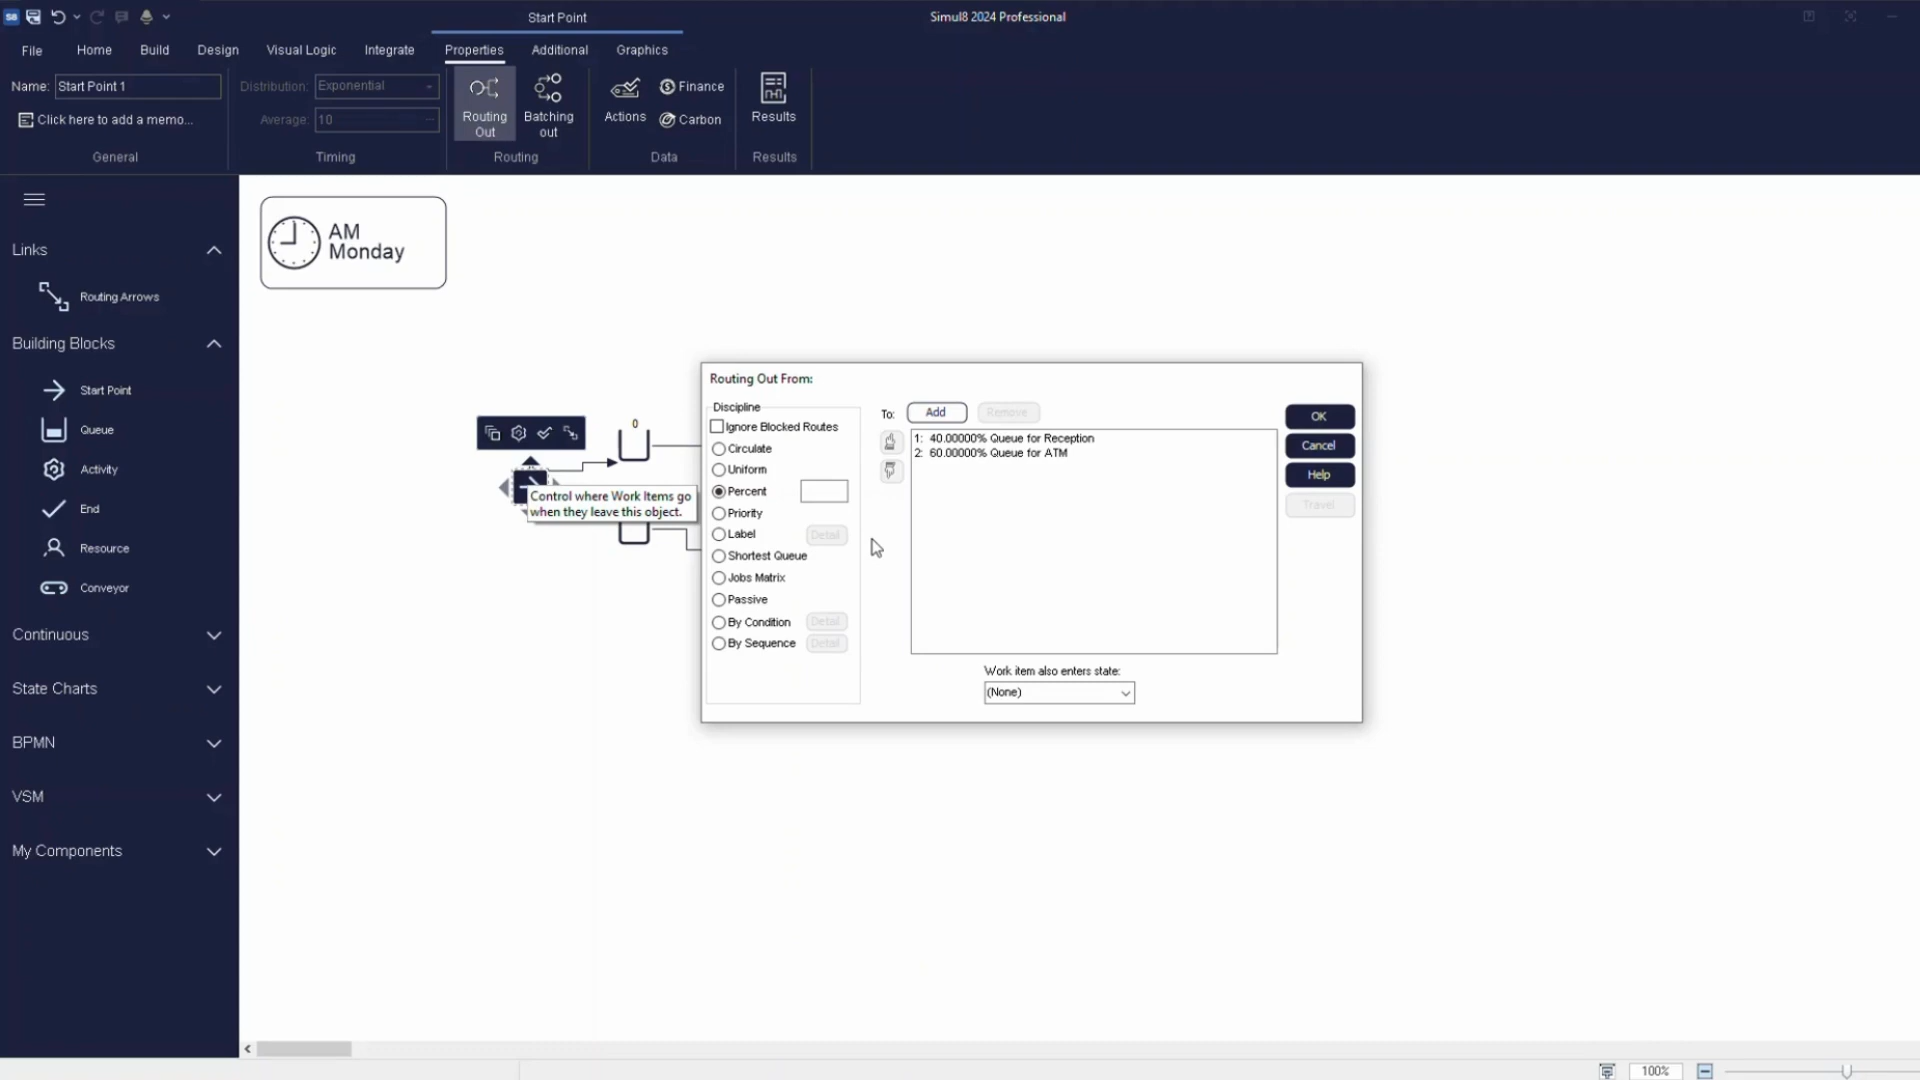 S8
Start Point
Simul8 2024 Professional
File
Home
Build
Design
Visual Logic
Integrate
Properties
Additional
Graphics
Name: Start Point 1
Click here to add a memo...
General
Distribution: Exponential
Average: 10
Timing
Routing
Out
Batching
out
Routing
Actions
Finance
Carbon
Data
Results
Results
Links
Routing Arrows
Building Blocks
Start Point
Queue
Activity
End
Resource
Conveyor
Continuous
State Charts
BPMN
VSM
My Components
AM
Monday
0
Control where Work Items go
when they leave this object.
Routing Out From:
Discipline
Ignore Blocked Routes
Circulate
Uniform
Percent
Priority
Label Detail
Shortest Queue
Jobs Matrix
Passive
By Condition Detail
By Sequence Detail
To: Add Remove
1: 40.00000% Queue for Reception
2: 60.00000% Queue for ATM
Work item also enters state:
(None)
OK
Cancel
Help
Travel
100%